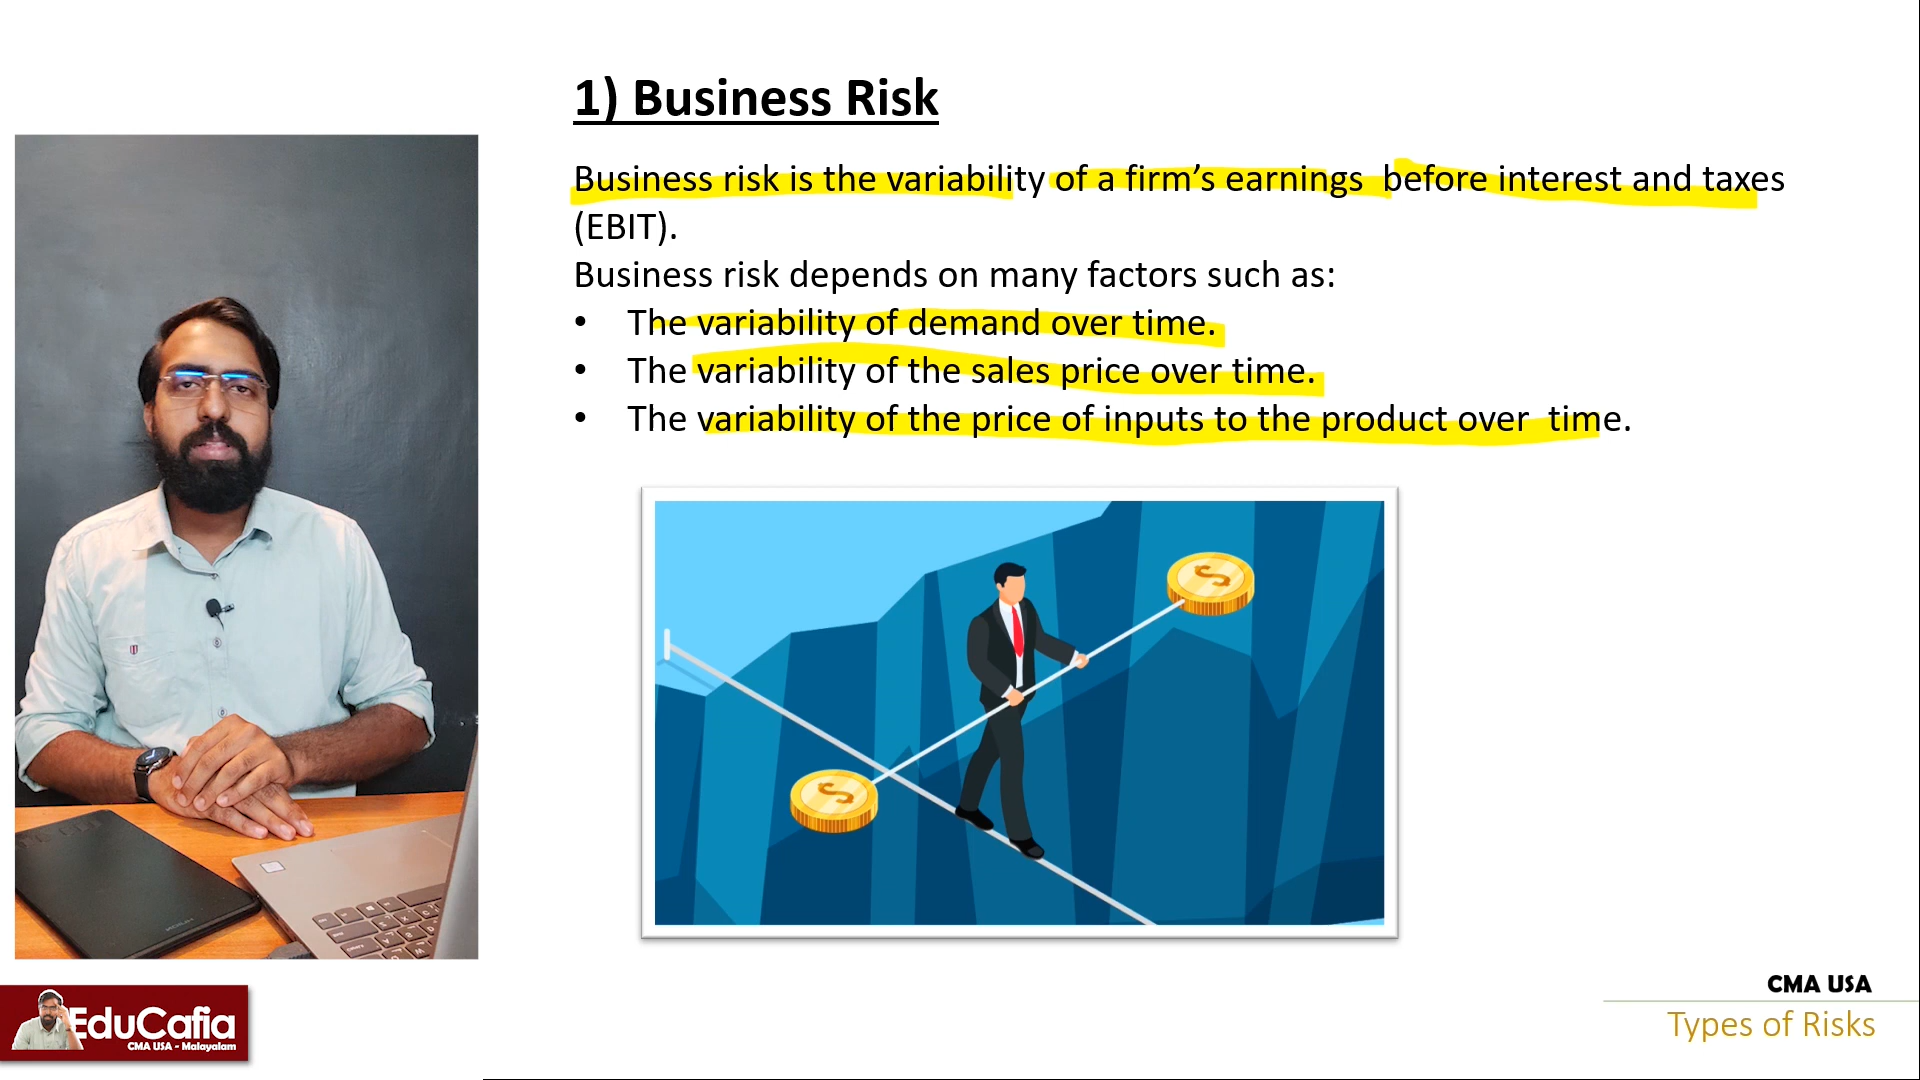 1) Business Risk
Business risk is the variability of a firm’s earnings before interest and taxes
(EBIT).
Business risk depends on many factors such as:
• The variability of demand over time.
• The variability of the sales price over time.
• The variability of the price of inputs to the product over time.
$
$
EduCafia
CMA USA - Malayalam
CMA USA
Types of Risks